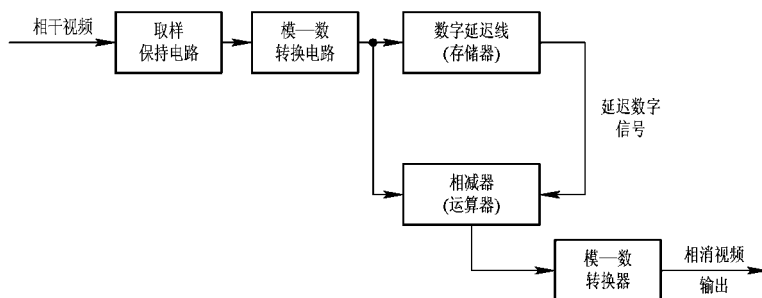 相干视频
取样
保持电路
模—数
转换电路
数字延迟线
(存储器)
延迟数字
信号
相减器
(运算器)
模—数
转换器
相消视频
输出